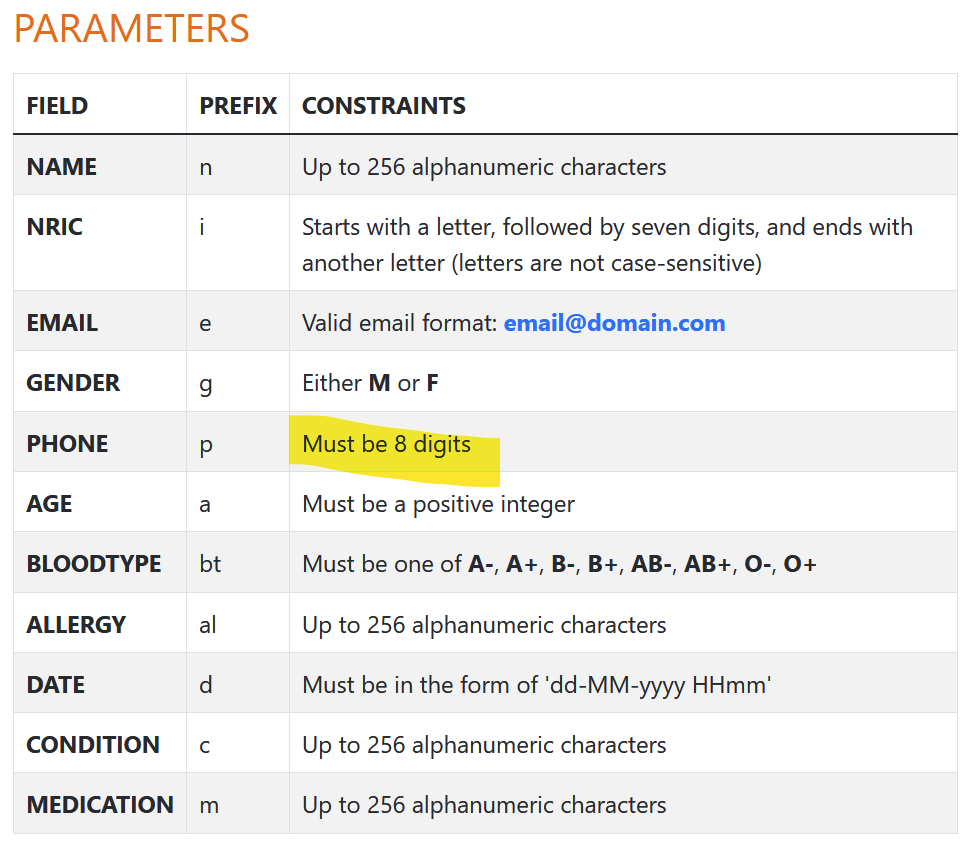 PARAMETERS
FIELD PREFIX CONSTRAINTS
NAME n Up to 256 alphanumeric characters
NRIC i Starts with a letter, followed by seven digits, and ends with
another letter (letters are not case-sensitive)
EMAIL e Valid email format: email@domain.com
GENDER g Either M or F
PHONE p Must be 8 digits
AGE a Must be a positive integer
BLOODTYPE bt Must be one of A-, A+, B-, B+, AB-, AB+, O-, O+
ALLERGY al Up to 256 alphanumeric characters
DATE d Must be in the form of 'dd-MM-yyyy HHmm'
CONDITION c Up to 256 alphanumeric characters
MEDICATION m Up to 256 alphanumeric characters